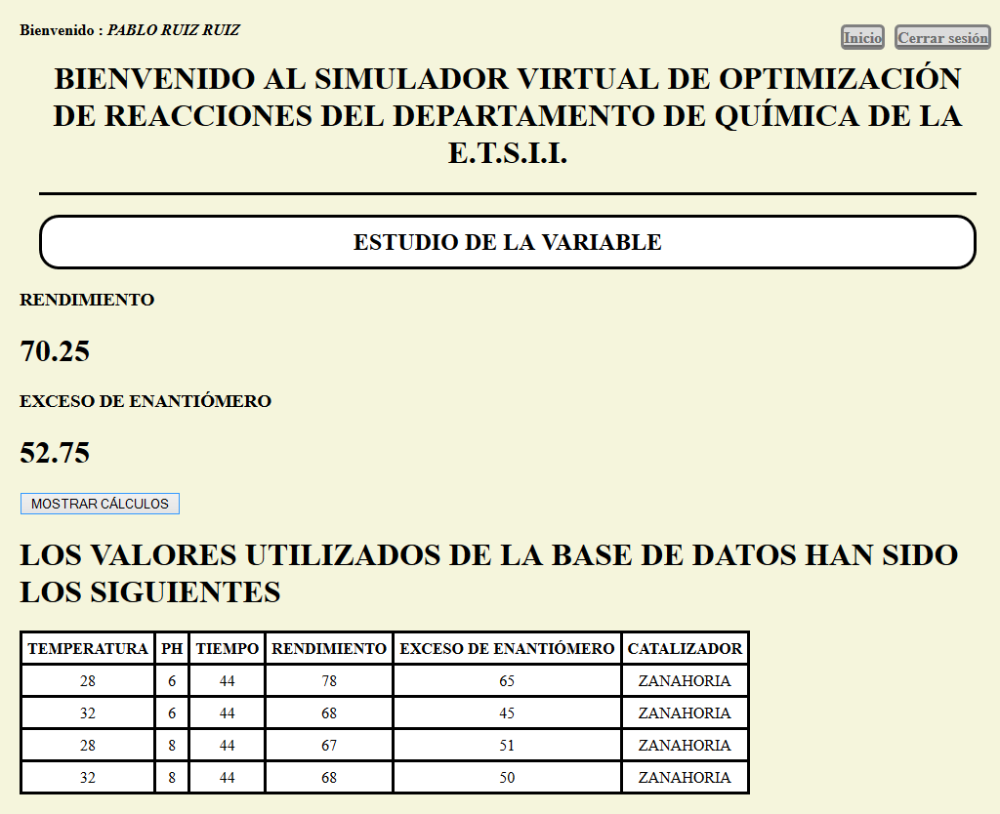 Bienvenido : PABLO RUIZ RUIZ
Inicio Cerrar sesión
BIENVENIDO AL SIMULADOR VIRTUAL DE OPTIMIZACIÓN
DE REACCIONES DEL DEPARTAMENTO DE QUÍMICA DE LA
E.T.S.I.I.
ESTUDIO DE LA VARIABLE
RENDIMIENTO
70.25
EXCESO DE ENANTIÓMERO
52.75
MOSTRAR CÁLCULOS
LOS VALORES UTILIZADOS DE LA BASE DE DATOS HAN SIDO
LOS SIGUIENTES
TEMPERATURA PH TIEMPO RENDIMIENTO EXCESO DE ENANTIÓMERO CATALIZADOR
28 6 44 78 65 ZANAHORIA
32 6 44 68 45 ZANAHORIA
28 8 44 67 51 ZANAHORIA
32 8 44 68 50 ZANAHORIA